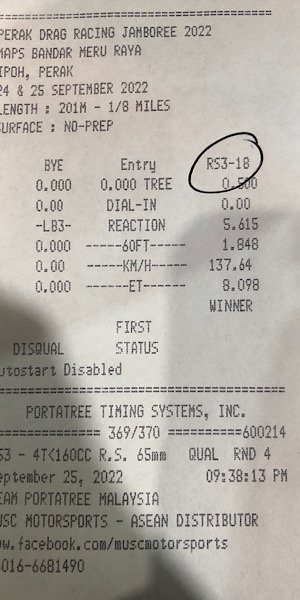 PERAK DRAG RACING JAMBOREE 2022
MAPS BANDAR MERU RAYA
IPOH, PERAK
24 & 25 SEPTEMBER 2022
LENGTH : 201M - 1/8 MILES
SURFACE : NO-PREP
BYE Entry RS3-18
0.000 0.000 TREE 0.500
0.00 DIAL-IN 0.00
-LB3- REACTION 5.615
0.000 ------60FT----- 1.848
0.00 ------KM/H----- 137.64
0.000 ------ET----- 8.098
WINNER
FIRST
DISQUAL STATUS
utostart Disabled
PORTATREE TIMING SYSTEMS, INC.
========== 369/370 ==========600214
S3 - 4T<160CC R.S. 65mm QUAL RND 4
eptember 25, 2022 09:38:13 PM
EAM PORTATREE MALAYSIA
USC MOTORSPORTS - ASEAN DISTRIBUTOR
ww.facebook.com/muscmotorsports
016-6681490